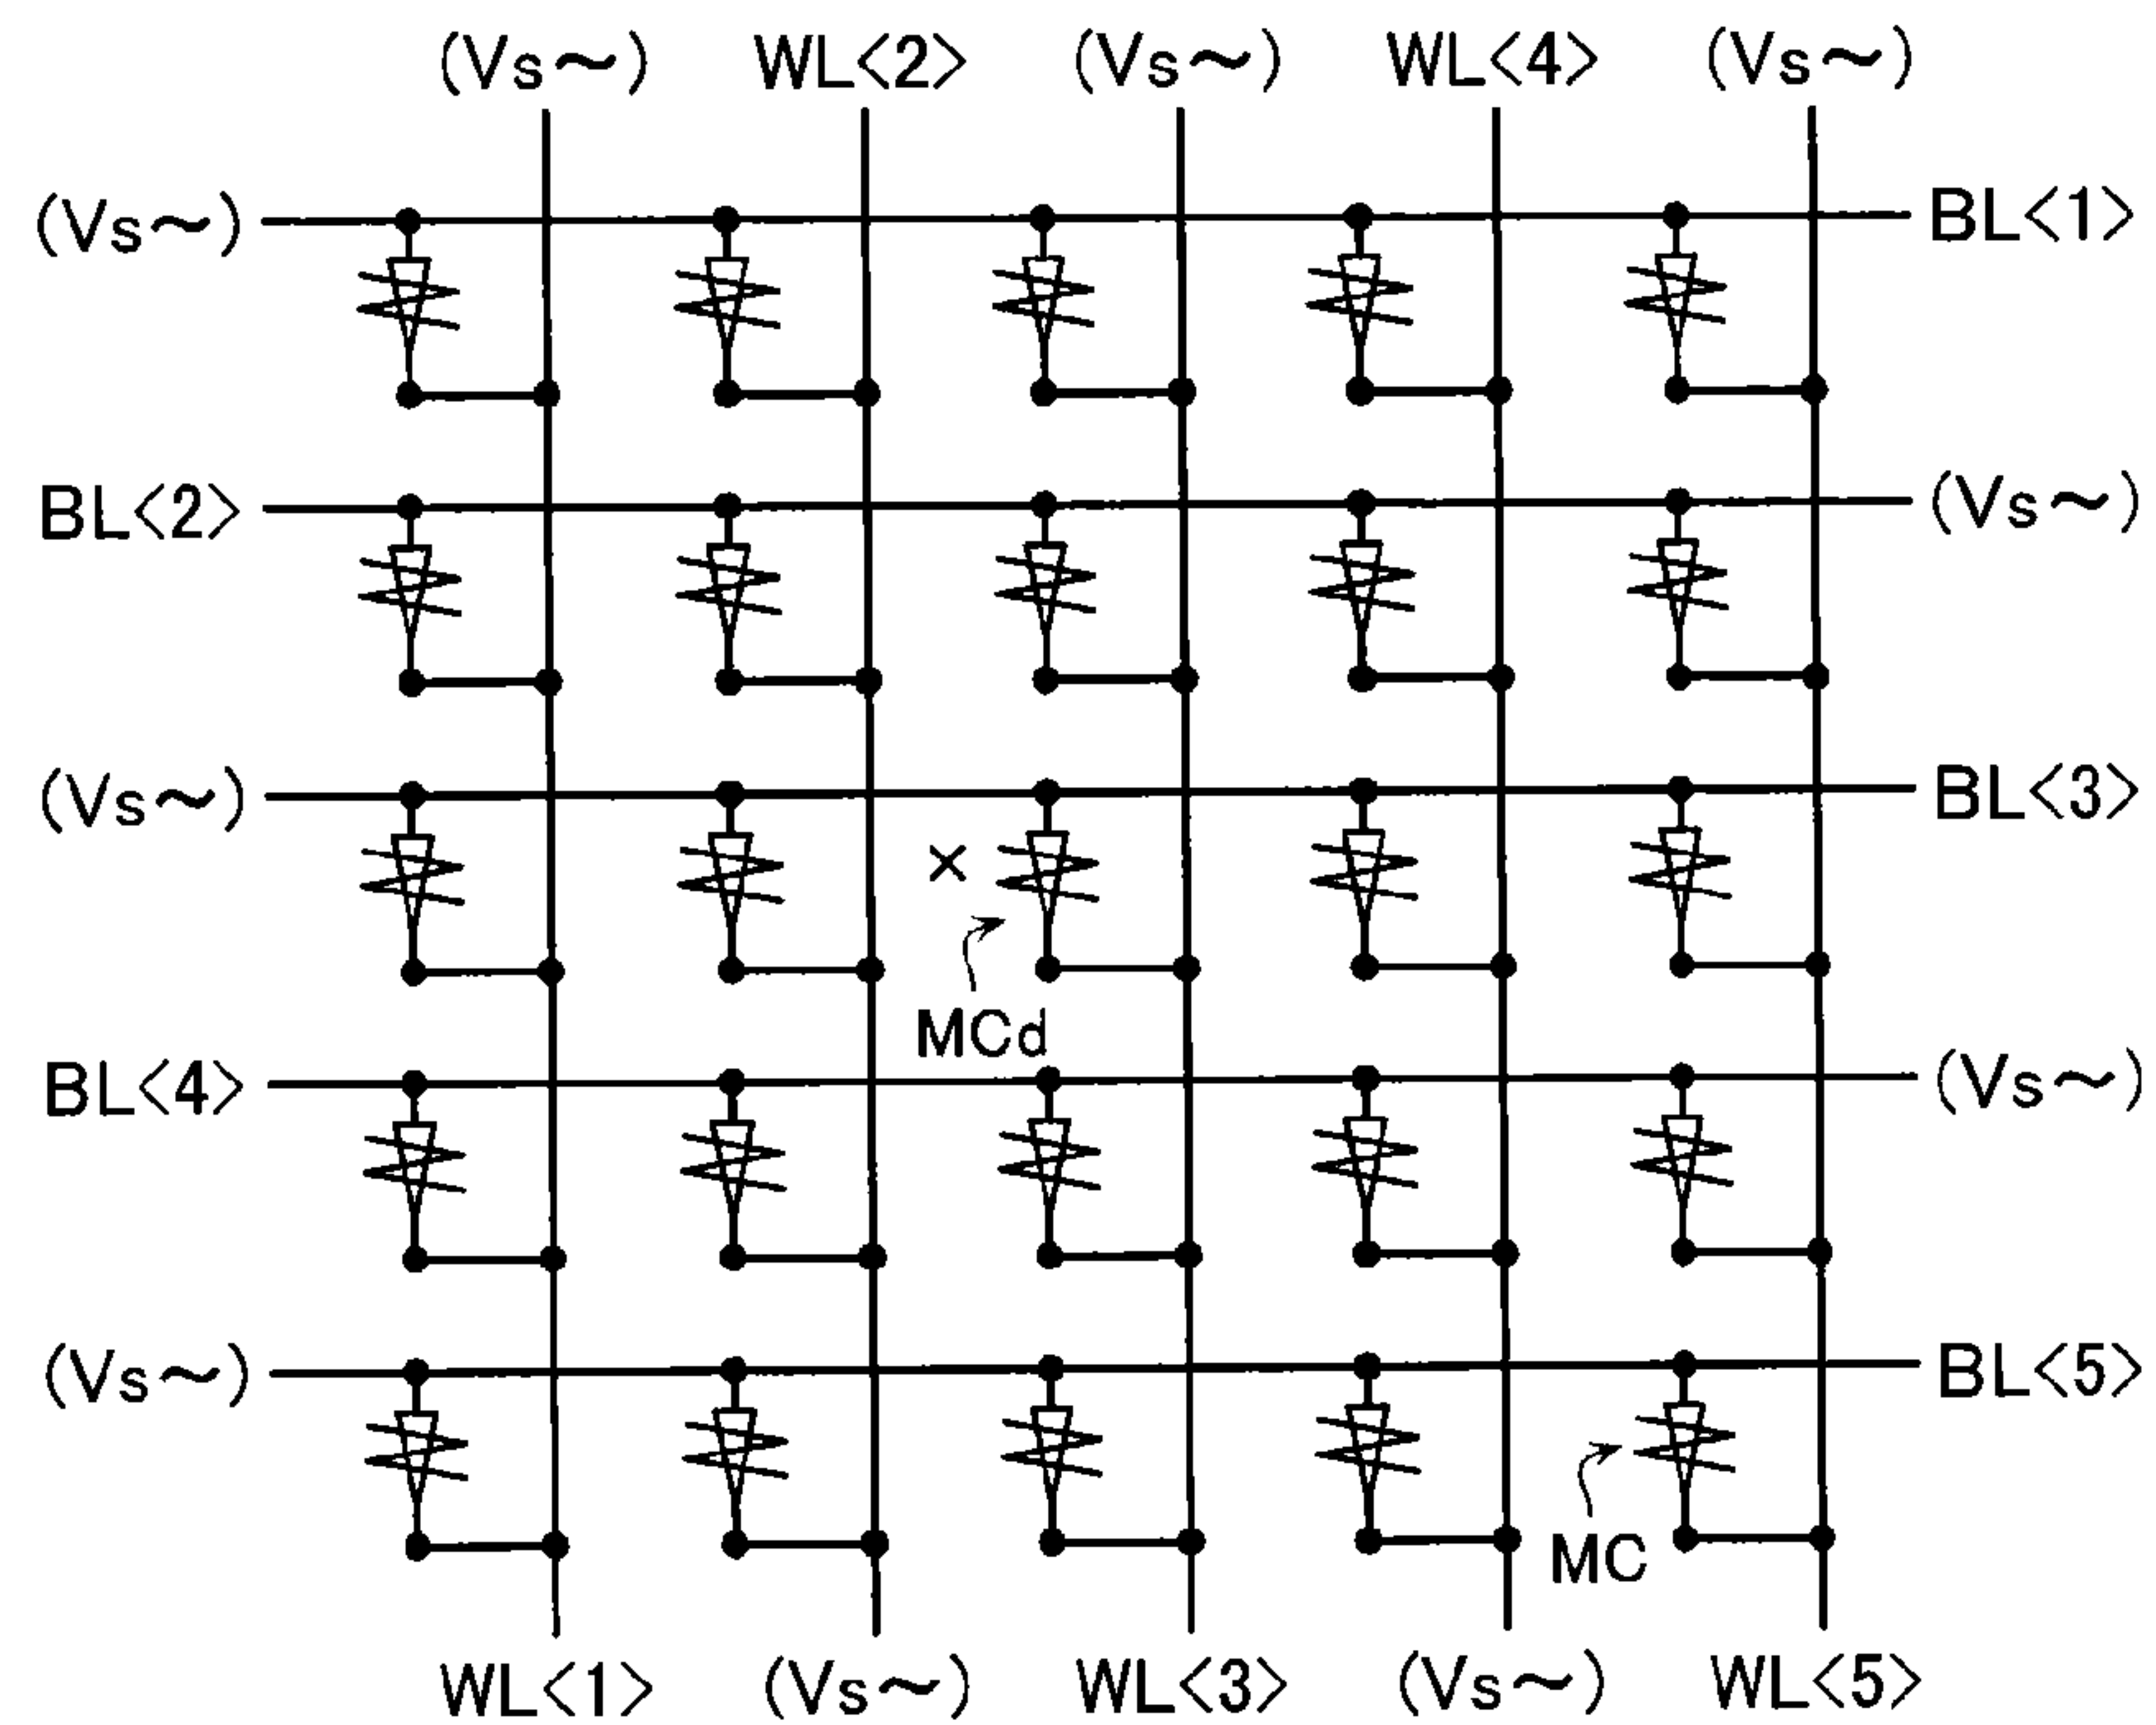 (Vs～) WL<2> (Vs～) WL<4> (Vs～)
(Vs～) BL<1>
BL<2> (Vs～)
(Vs～) BL<3>
×
MCd
BL<4> (Vs～)
(Vs～) BL<5>
MC
WL<1> (Vs～) WL<3> (Vs～) WL<5>